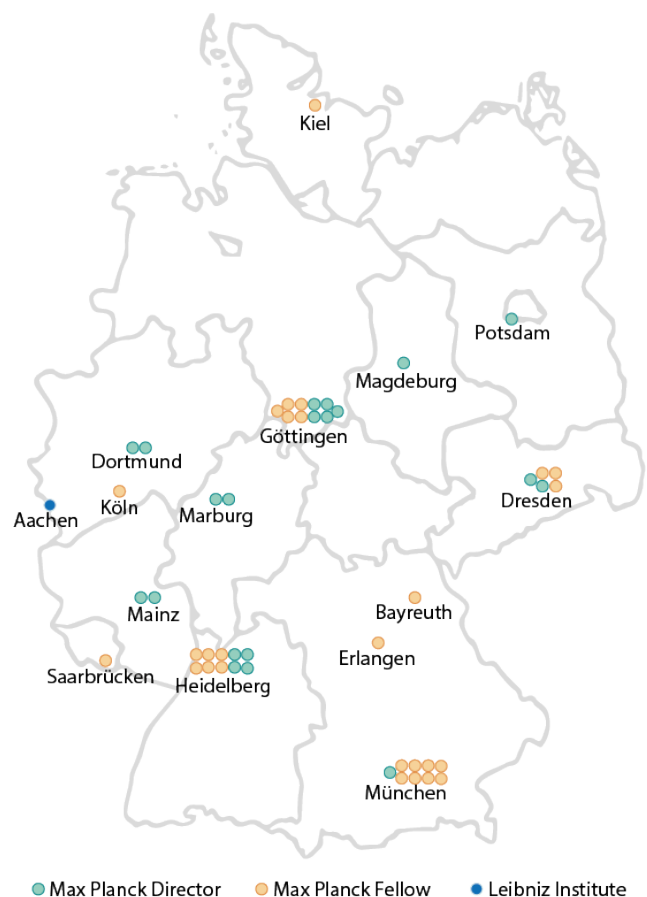 Kiel
Potsdam
Magdeburg
Göttingen
Dortmund
Dresden
Köln
Aachen
Marburg
Mainz
Bayreuth
Erlangen
Saarbrücken
Heidelberg
München
Max Planck Director
Max Planck Fellow
Leibniz Institute